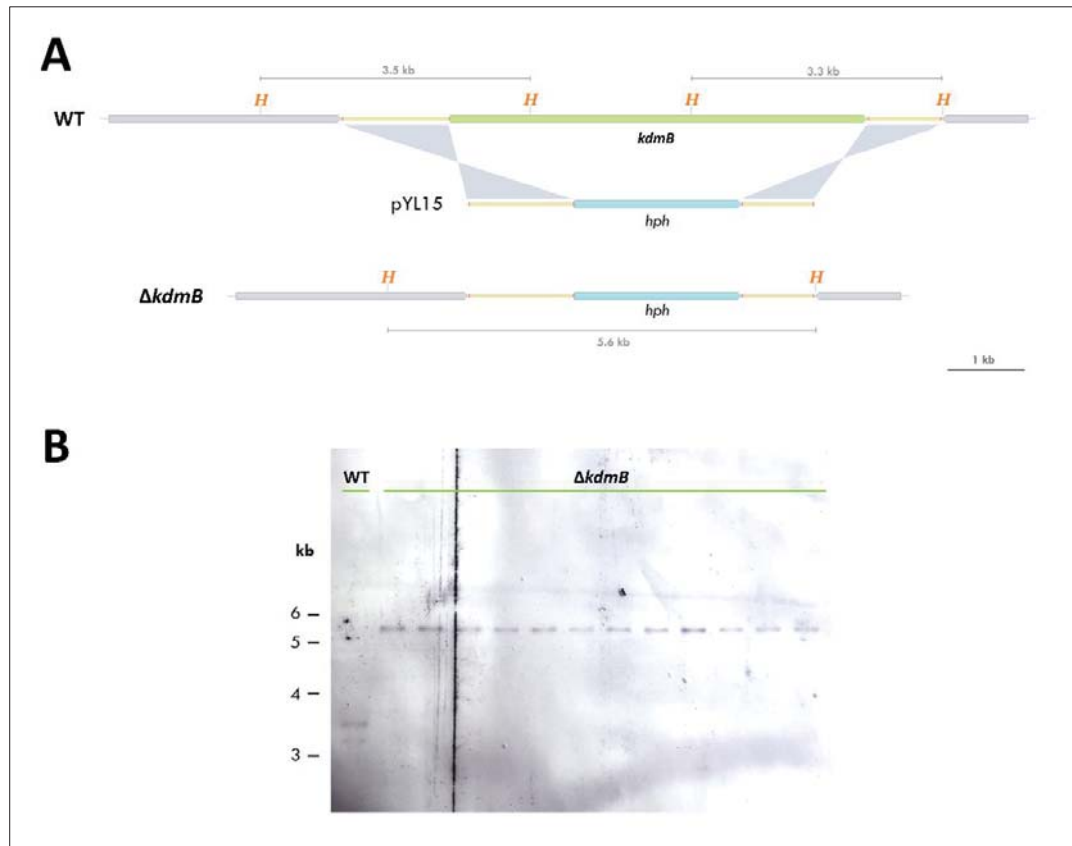 A
3.5 kb 3.3 kb
H H H H
WT
kdmB
pYL15
hph
H H
ΔkdmB
hph
5.6 kb
1 kb
B
WT ΔkdmB
kb
6
5
4
3